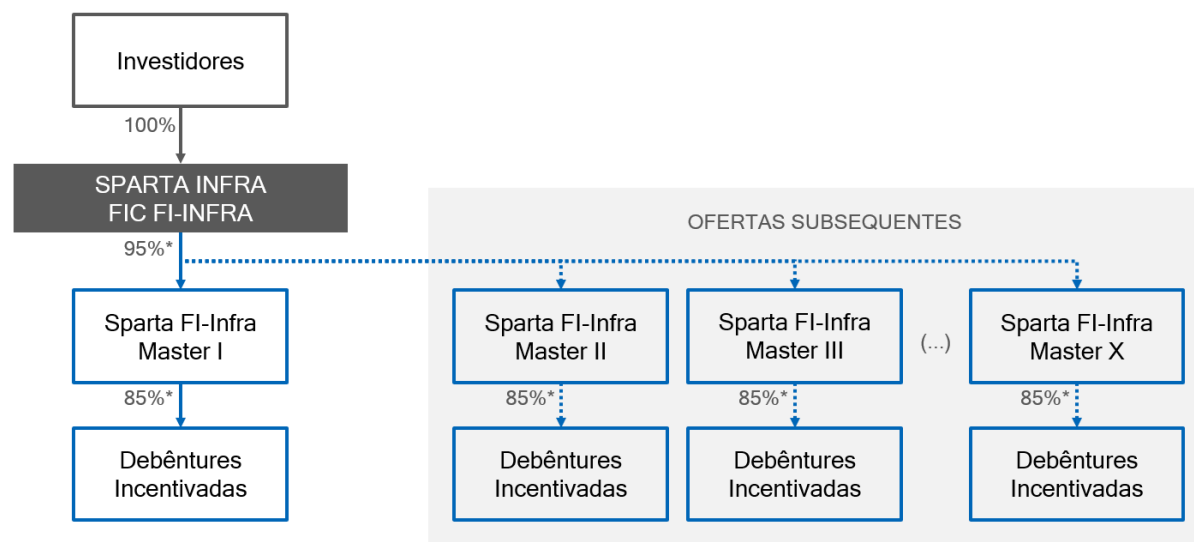 Investidores
100%
SPARTA INFRA
FIC FI-INFRA
OFERTAS SUBSEQUENTES
95%*
Sparta FI-Infra
Master I
Sparta FI-Infra
Master II
Sparta FI-Infra
Master III
(...)
Sparta FI-Infra
Master X
85%*
85%*
85%*
85%*
Debêntures
Incentivadas
Debêntures
Incentivadas
Debêntures
Incentivadas
Debêntures
Incentivadas